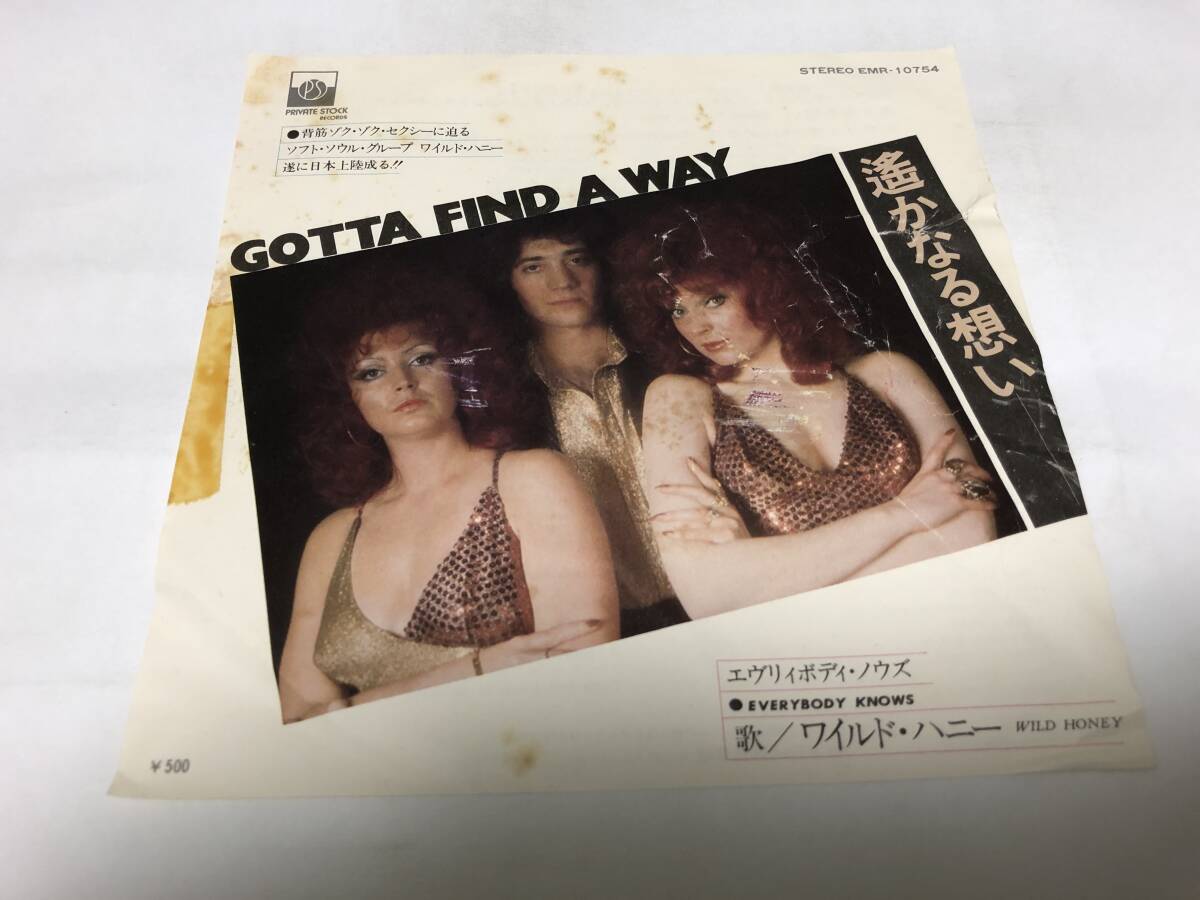 PS
PRIVATE STOCK
RECORDS
STEREO EMR-10754
●背筋ゾク・ゾク・セクシーに迫る
ソフト・ソウル・グループ ワイルド・ハニー
遂に日本上陸成る!!
GOTTA FIND A WAY
遙かなる想い
エヴリィボディ・ノウズ
●EVERYBODY KNOWS
歌/ワイルド・ハニー WILD HONEY
¥500